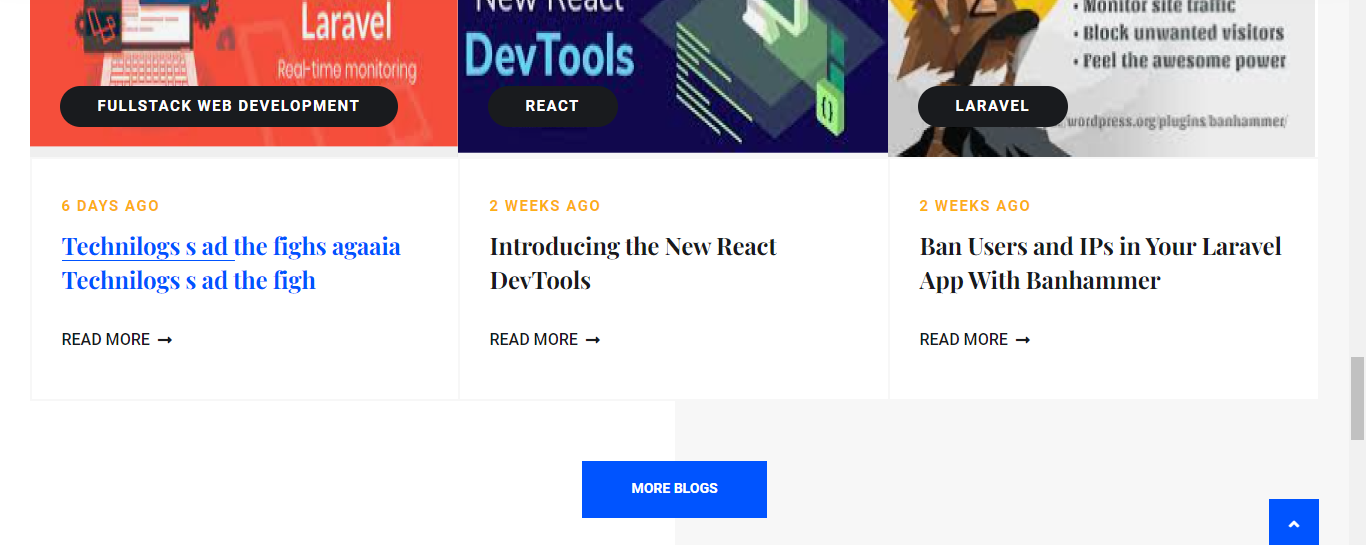 Laravel
Real-time monitoring
New React
DevTools
• Monitor site traffic
• Block unwanted visitors
• Feel the awesome power
wordpress.org/plugins/banhammer/
FULLSTACK WEB DEVELOPMENT
REACT
{}
LARAVEL
6 DAYS AGO
Technilogs s ad the fighs agaaia
Technilogs s ad the figh
READ MORE →
2 WEEKS AGO
Introducing the New React
DevTools
READ MORE →
2 WEEKS AGO
Ban Users and IPs in Your Laravel
App With Banhammer
READ MORE →
MORE BLOGS